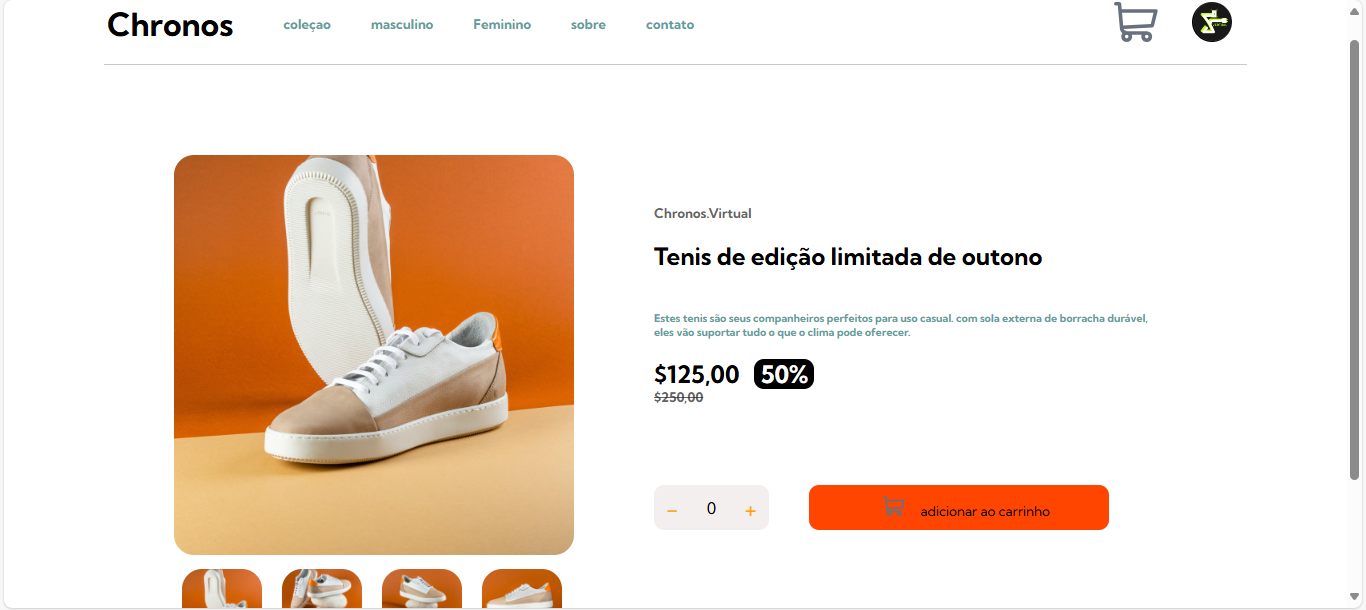 Chronos coleçao masculino Feminino sobre contato
Chronos.Virtual
Tenis de edição limitada de outono
Estes tenis são seus companheiros perfeitos para uso casual. com sola externa de borracha durável,
eles vão suportar tudo o que o clima pode oferecer.
$125,00 50%
$250,00
– 0 + adicionar ao carrinho